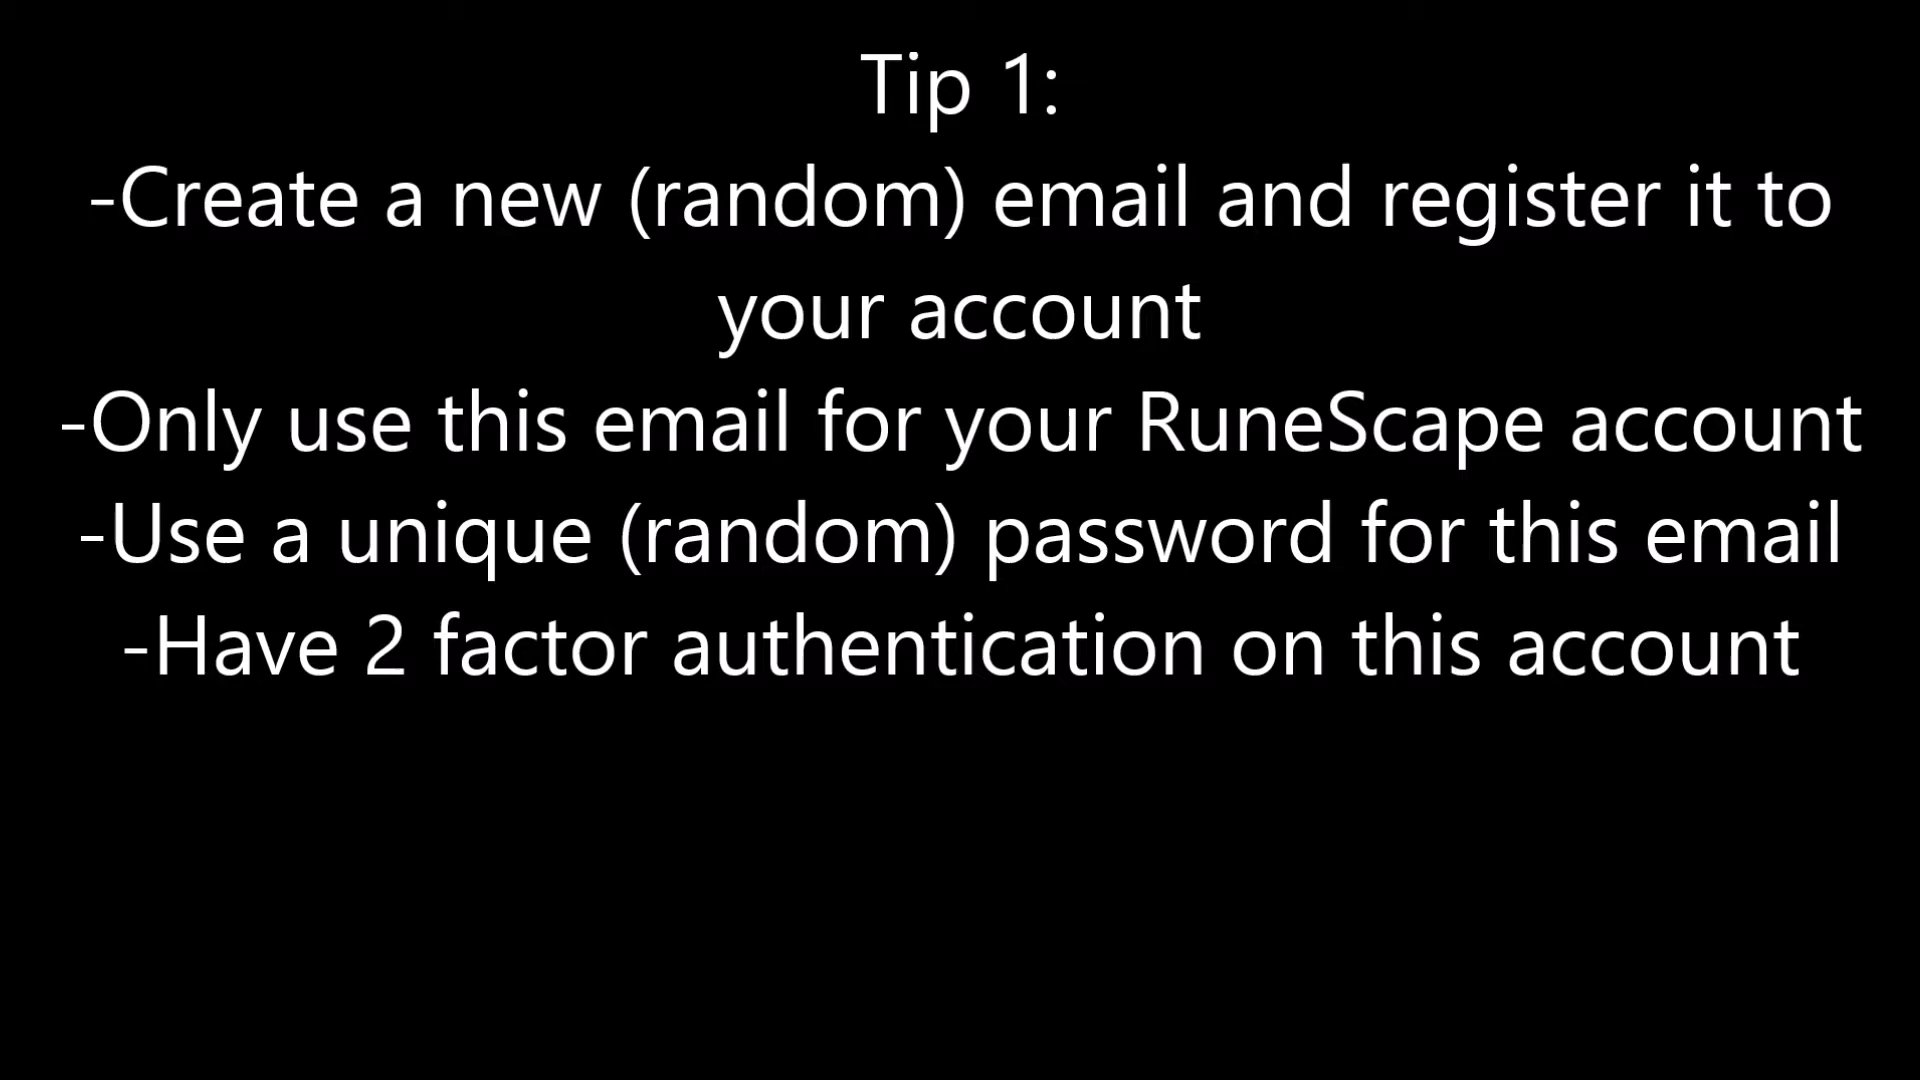 Tip 1:
-Create a new (random) email and register it to
your account
-Only use this email for your RuneScape account
-Use a unique (random) password for this email
-Have 2 factor authentication on this account